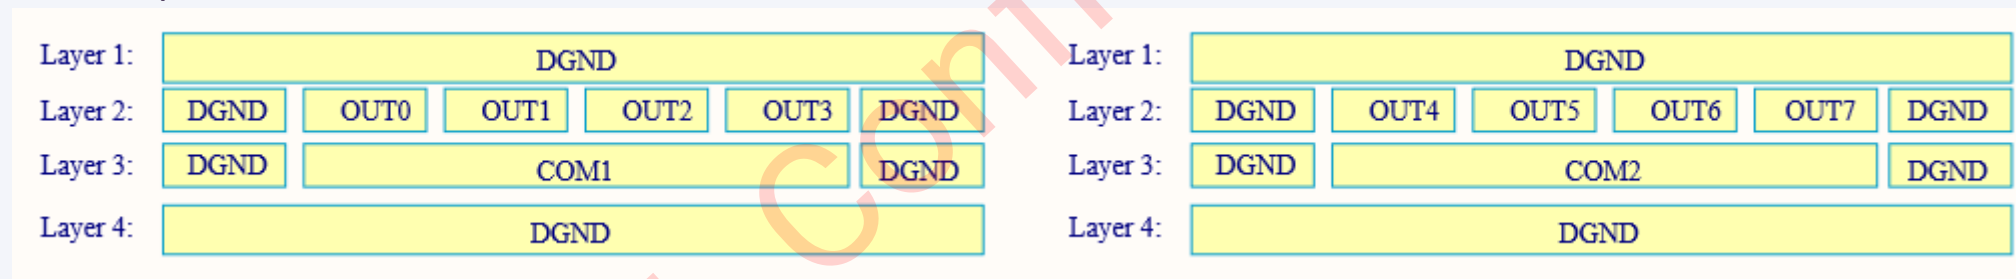 Layer 1: DGND
Layer 2: DGND OUT0 OUT1 OUT2 OUT3 DGND
Layer 3: DGND COM1 DGND
Layer 4: DGND
Layer 1: DGND
Layer 2: DGND OUT4 OUT5 OUT6 OUT7 DGND
Layer 3: DGND COM2 DGND
Layer 4: DGND